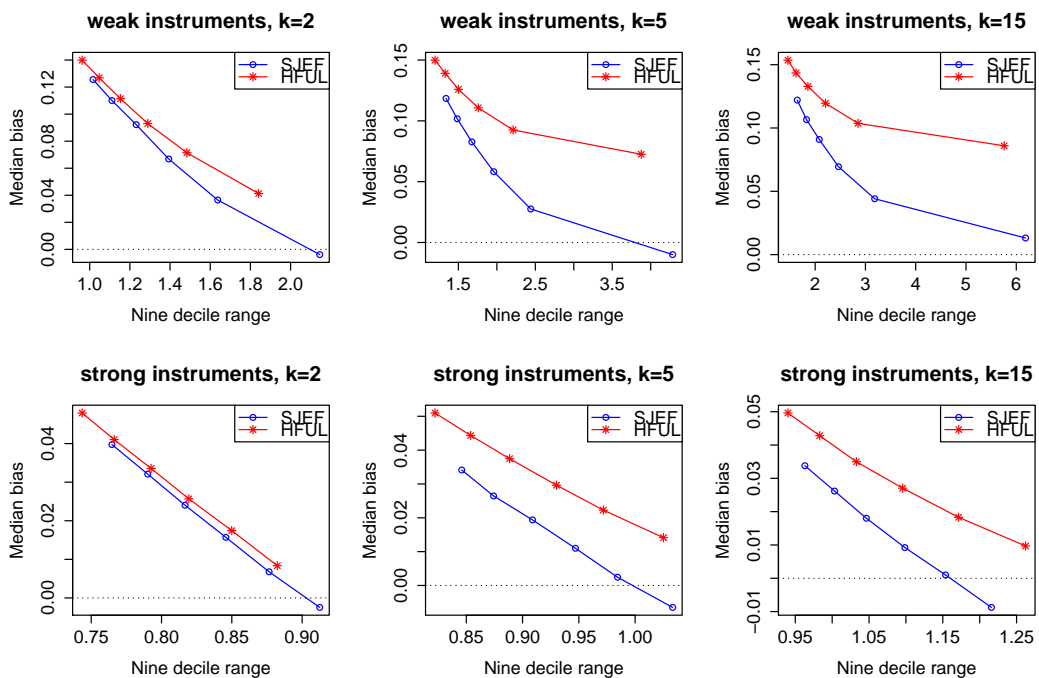 weak instruments, k=2
SJEF
HFUL
Median bias
0.00
0.04
0.08
0.12
1.0 1.2 1.4 1.6 1.8 2.0
Nine decile range
weak instruments, k=5
SJEF
HFUL
Median bias
0.00
0.05
0.10
0.15
1.5 2.5 3.5
Nine decile range
weak instruments, k=15
SJEF
HFUL
Median bias
0.00
0.05
0.10
0.15
2 3 4 5 6
Nine decile range
strong instruments, k=2
SJEF
HFUL
Median bias
0.00
0.02
0.04
0.75 0.80 0.85 0.90
Nine decile range
strong instruments, k=5
SJEF
HFUL
Median bias
0.00
0.02
0.04
0.85 0.90 0.95 1.00
Nine decile range
strong instruments, k=15
SJEF
HFUL
Median bias
−0.01
0.01
0.03
0.05
0.95 1.05 1.15 1.25
Nine decile range